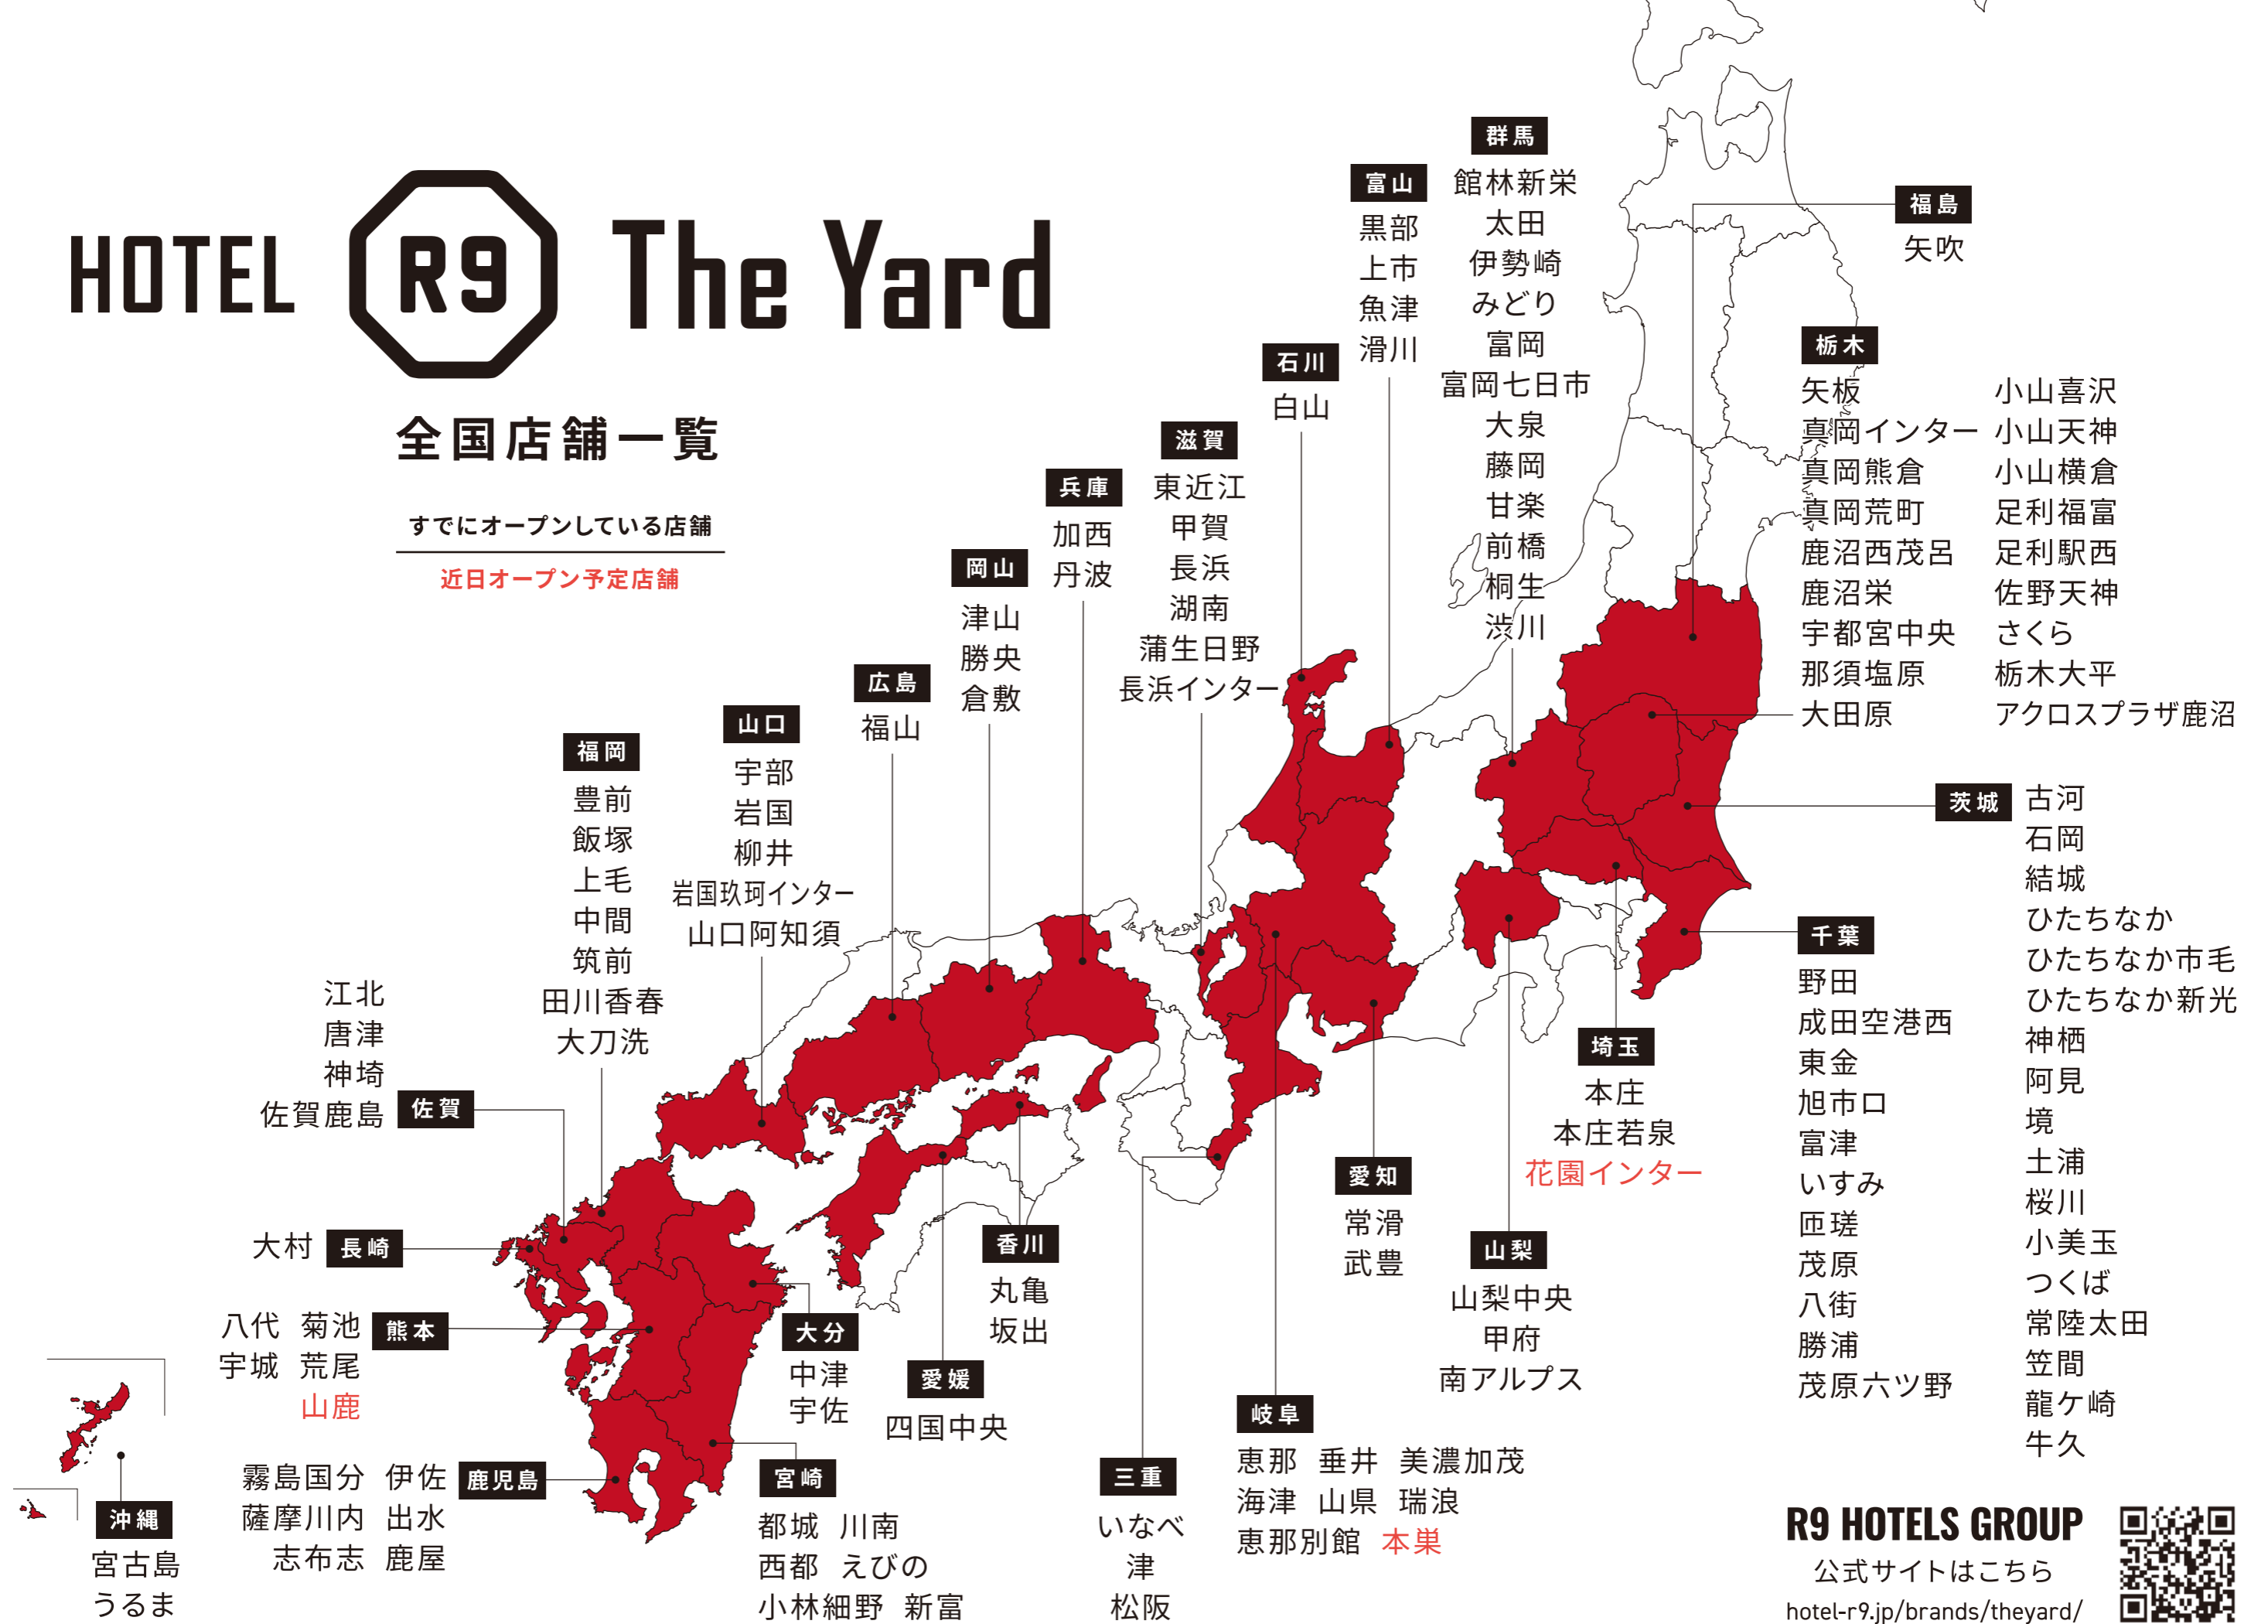 HOTEL R9 The Yard
全国店舗一覧
すでにオープンしている店舗
近日オープン予定店舗
福島
矢吹
栃木
矢板 小山喜沢
真岡インター 小山天神
真岡熊倉 小山横倉
真岡荒町 足利福富
鹿沼西茂呂 足利駅西
鹿沼栄 佐野天神
宇都宮中央 さくら
那須塩原 栃木大平
大田原 アクロスプラザ鹿沼
群馬
館林新栄
太田
伊勢崎
みどり
富岡
富岡七日市
大泉
藤岡
甘楽
前橋
桐生
渋川
富山
黒部
上市
魚津
滑川
石川
白山
滋賀
東近江
甲賀
長浜
湖南
蒲生日野
長浜インター
兵庫
加西
丹波
岡山
津山
勝央
倉敷
広島
福山
山口
宇部
岩国
柳井
岩国玖珂インター
山口阿知須
福岡
豊前
飯塚
上毛
中間
筑前
田川香春
大刀洗
佐賀
江北
唐津
神埼
佐賀鹿島
長崎
大村
熊本
八代 菊池
宇城 荒尾
山鹿
鹿児島
霧島国分 伊佐
薩摩川内 出水
志布志 鹿屋
沖縄
宮古島
うるま
宮崎
都城 川南
西都 えびの
小林細野 新富
大分
中津
宇佐
愛媛
四国中央
香川
丸亀
坂出
三重
いなべ
津
松阪
岐阜
恵那 垂井 美濃加茂
海津 山県 瑞浪
恵那別館 本巣
愛知
常滑
武豊
山梨
山梨中央
甲府
南アルプス
埼玉
本庄
本庄若泉
花園インター
千葉
野田
成田空港西
東金
旭市口
富津
いすみ
匝瑳
茂原
八街
勝浦
茂原六ツ野
茨城
古河
石岡
結城
ひたちなか
ひたちなか市毛
ひたちなか新光
神栖
阿見
境
土浦
桜川
小美玉
つくば
常陸太田
笠間
龍ケ崎
牛久
R9 HOTELS GROUP
公式サイトはこちら
hotel-r9.jp/brands/theyard/